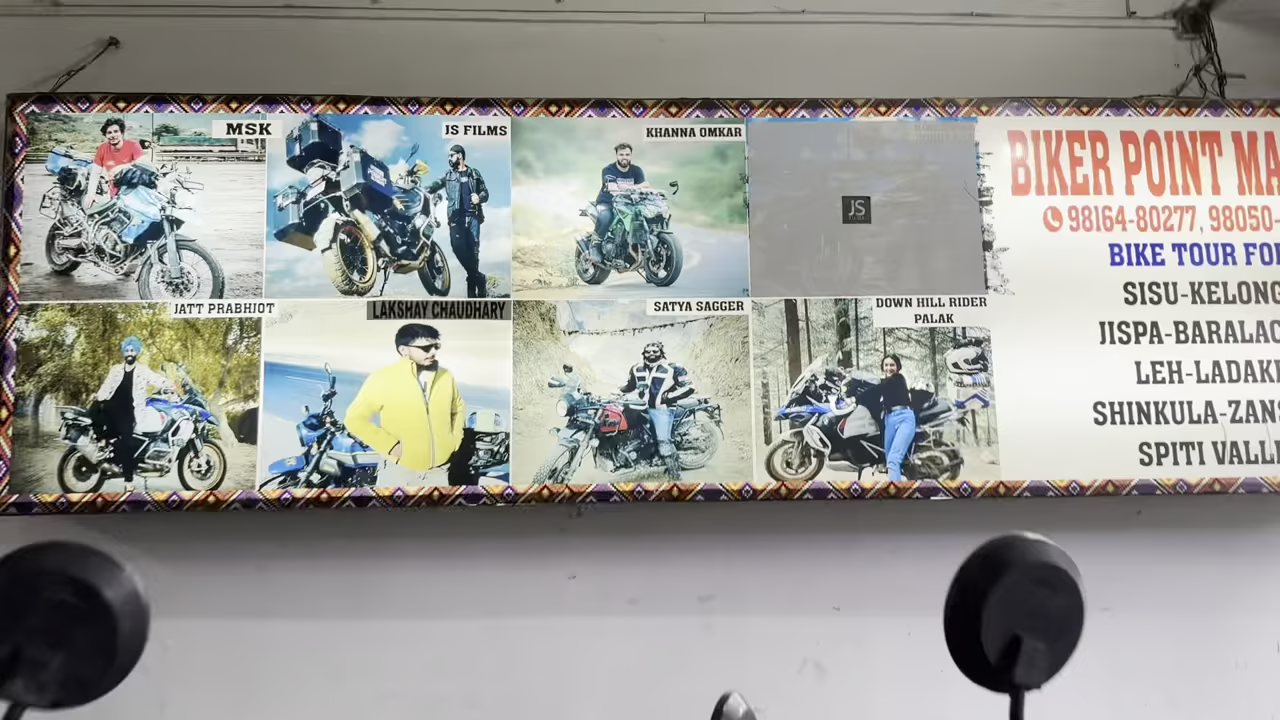 MSK
JS FILMS
KHANNA OMKAR
JS
JATT PRABHJOT
LAKSHAY CHAUDHARY
SATYA SAGGER
DOWN HILL RIDER
PALAK
BIKER POINT MA
98164-80277, 98050-
BIKE TOUR FO
SISU-KELONG
JISPA-BARALAC
LEH-LADAK
SHINKULA-ZAN
SPITI VALL